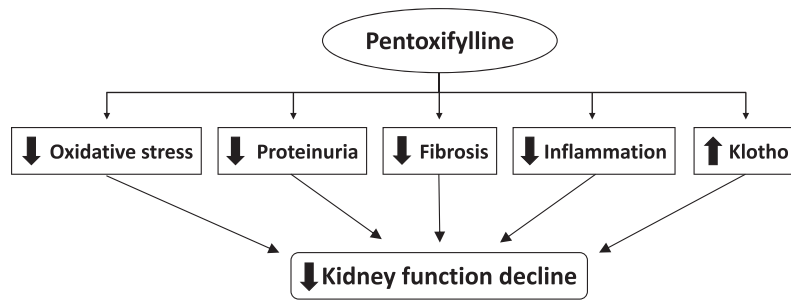 Pentoxifylline
Oxidative stress
Proteinuria
Fibrosis
Inflammation
Klotho
Kidney function decline